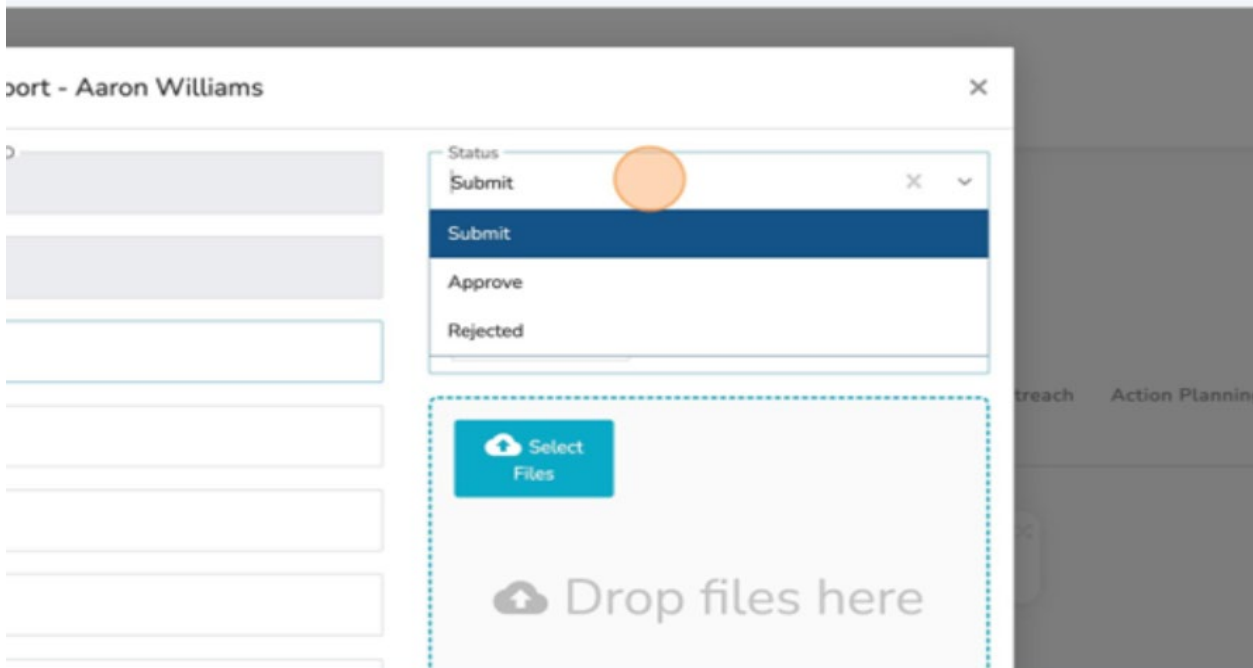 port - Aaron Williams
Status
Submit
Submit
Approve
Rejected
treach Action Plannin
Select
Files
Drop files here